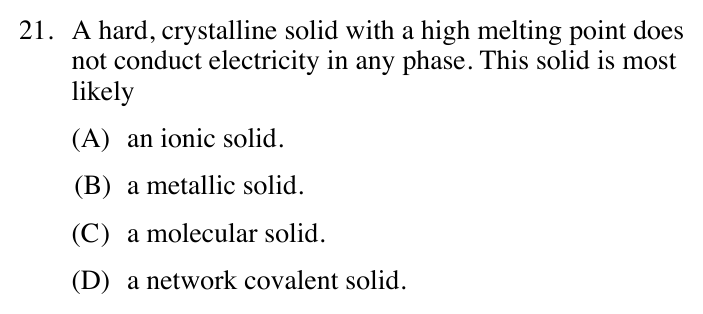 21. A hard, crystalline solid with a high melting point does
not conduct electricity in any phase. This solid is most
likely
(A) an ionic solid.
(B) a metallic solid.
(C) a molecular solid.
(D) a network covalent solid.